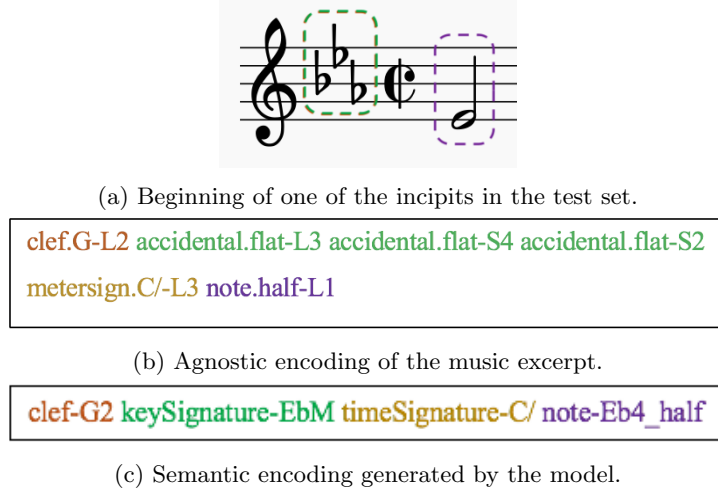 (a) Beginning of one of the incipits in the test set.
clef.G-L2 accidental.flat-L3 accidental.flat-S4 accidental.flat-S2
metersign.C/-L3 note.half-L1
(b) Agnostic encoding of the music excerpt.
clef-G2 keySignature-EbM timeSignature-C/ note-Eb4_half
(c) Semantic encoding generated by the model.